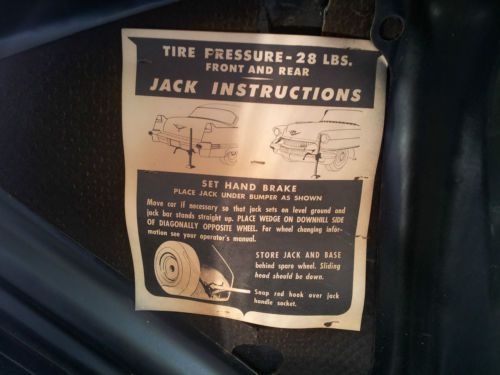 TIRE PRESSURE-28 LBS.
FRONT AND REAR
JACK INSTRUCTIONS
SET HAND BRAKE
PLACE JACK UNDER BUMPER AS SHOWN
Move car if necessary so that jack sets on level ground and
jack bar stands straight up. PLACE WEDGE ON DOWNHILL SIDE
OF DIAGONALLY OPPOSITE WHEEL. For wheel changing infor-
mation see your operator's manual.
STORE JACK AND BASE
behind spare wheel. Sliding
head should be down.
Snap rod hook over jack
handle socket.